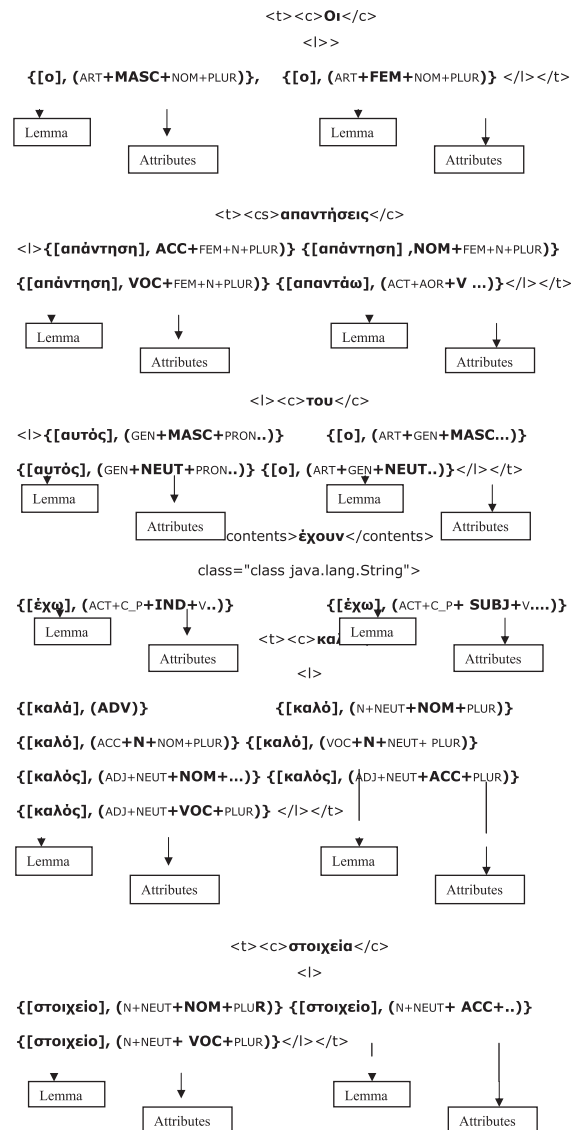 <t><c>Οι</c>
<l>>
{[ο], (ART+MASC+NOM+PLUR)}, {[ο], (ART+FEM+NOM+PLUR)} </l></t>
Lemma Lemma
Attributes Attributes
<t><cs>απαντήσεις</c>
<l>{[απάντηση], ACC+FEM+N+PLUR)} {[απάντηση] ,NOM+FEM+N+PLUR)}
{[απάντηση], VOC+FEM+N+PLUR)} {[απαντάω], (ACT+AOR+V ...)}</l></t>
Lemma Lemma
Attributes Attributes
<l><c>του</c>
<l>{[αυτός], (GEN+MASC+PRON..)} {[ο], (ART+GEN+MASC...)}
{[αυτός], (GEN+NEUT+PRON..)} {[ο], (ART+GEN+NEUT..)}</l></t>
Lemma Lemma
Attributes Attributes
contents>έχουν</contents>
class="class java.lang.String">
{[έχω], (ACT+C_P+IND+V..)} {[έχω], (ACT+C_P+ SUBJ+V....)}
Lemma Lemma
Attributes Attributes
<t><c>
<l>
{[καλά], (ADV)} {[καλό], (N+NEUT+NOM+PLUR)}
{[καλό], (ACC+N+NOM+PLUR)} {[καλό], (VOC+N+NEUT+ PLUR)}
{[καλός], (ADJ+NEUT+NOM+...)} {[καλός], (ADJ+NEUT+ACC+PLUR)}
{[καλός], (ADJ+NEUT+VOC+PLUR)} </l></t>
Lemma Lemma
Attributes Attributes
<t><c>στοιχεία</c>
<l>
{[στοιχείο], (N+NEUT+NOM+PLUR)} {[στοιχείο], (N+NEUT+ ACC+..)}
{[στοιχείο], (N+NEUT+ VOC+PLUR)}</l></t>
Lemma Lemma
Attributes Attributes